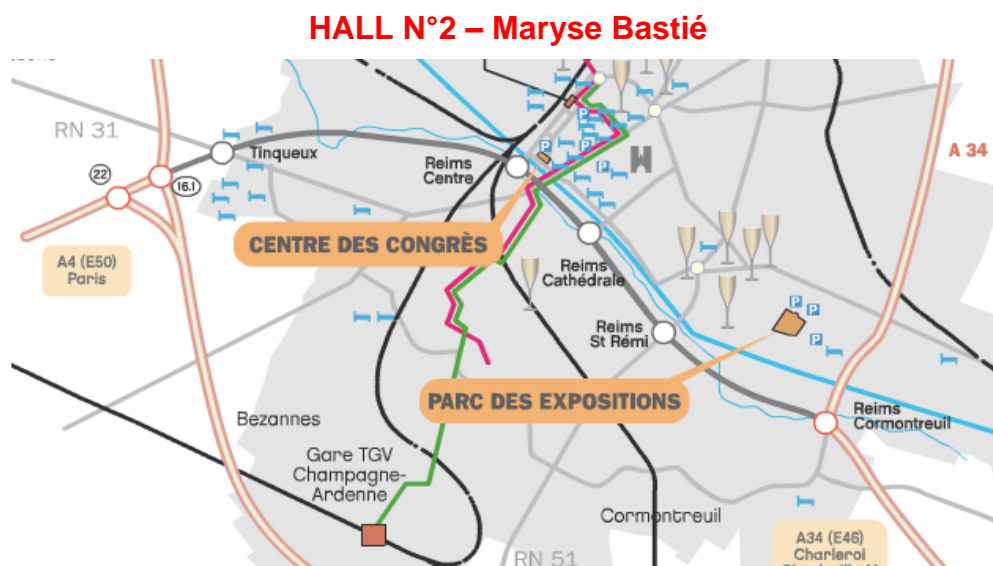 HALL N°2 – Maryse Bastié
RN 31
Tinqueux
22
16.1
A4 (E50)
Paris
Reims
Centre
CENTRE DES CONGRÈS
A 34
Reims
Cathédrale
Reims
St Rémi
P
P
P
P
P
P
P
PARC DES EXPOSITIONS
Reims
Cormontreuil
Bezannes
Gare TGV
Champagne-
Ardenne
Cormontreuil
RN 51
A34 (E46)
Charleroi